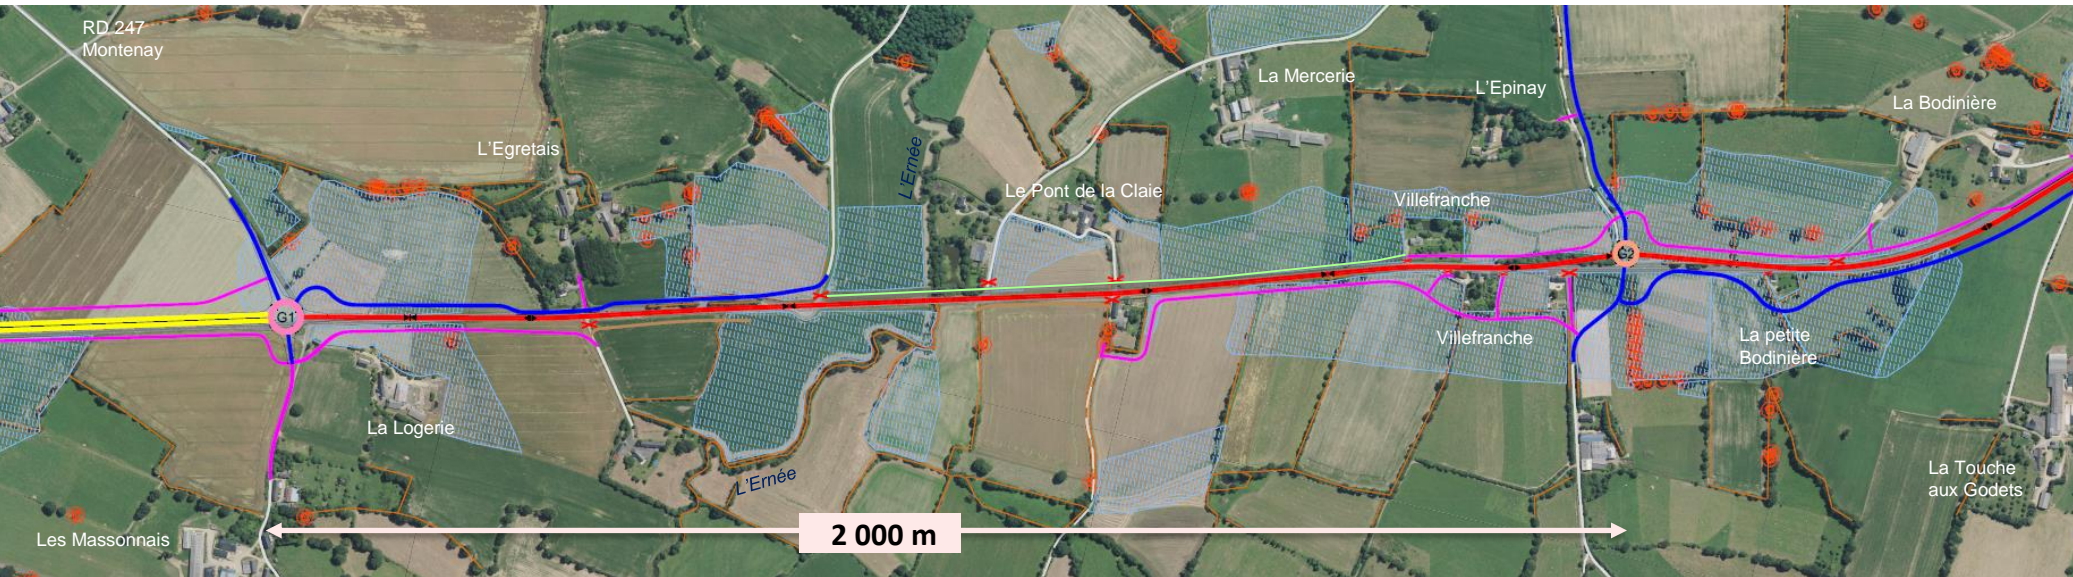 RD 247
Montenay
La Mercerie
L'Epinay
La Bodinière
L'Egretais
L'Ernée
Le Pont de la Claie
Villefranche
G2
G1
Villefranche
La petite
Bodinière
La Logerie
L'Ernée
La Touche
aux Godets
Les Massonnais
2 000 m